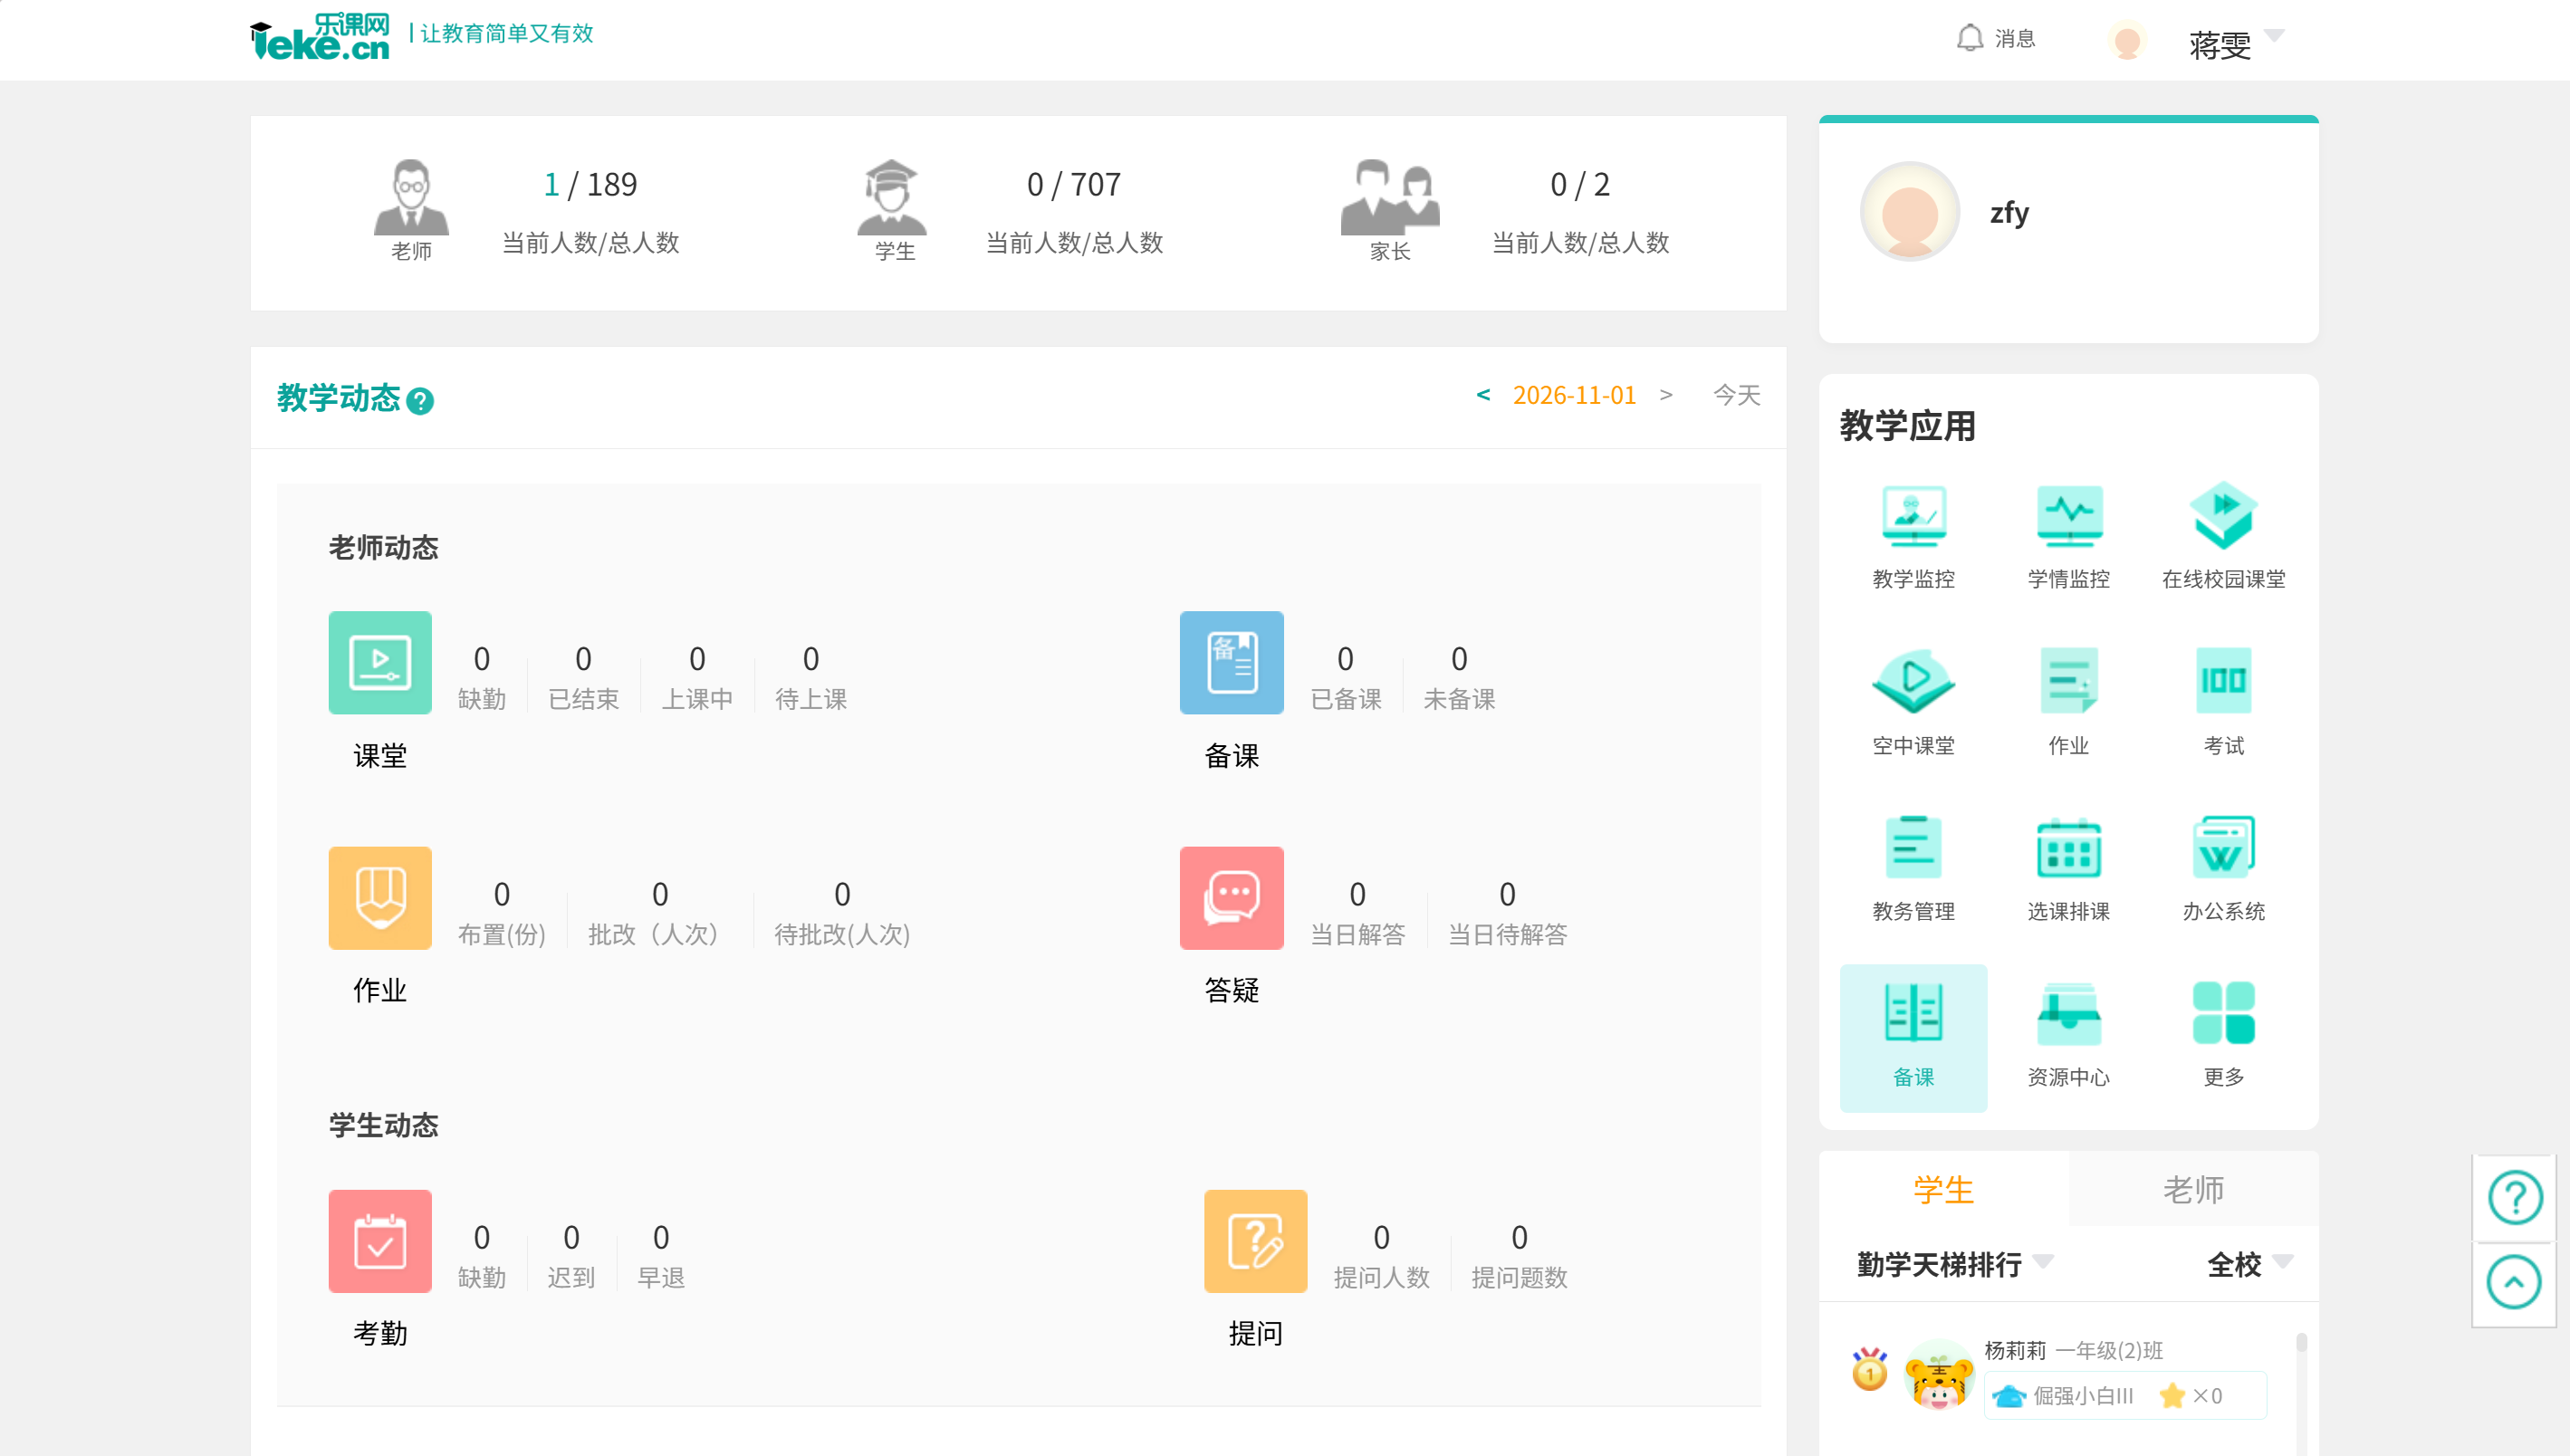 乐课网
leke.cn
让教育简单又有效
消息
蒋雯
1 / 189
老师
当前人数/总人数
0 / 707
学生
当前人数/总人数
0 / 2
家长
当前人数/总人数
zfy
教学动态 ?
< 2026-11-01 > 今天
老师动态
0 0 0 0
缺勤 已结束 上课中 待上课
课堂
备
0 0
已备课 未备课
备课
0 0 0
布置(份) 批改（人次） 待批改(人次)
作业
0 0
当日解答 当日待解答
答疑
学生动态
0 0 0
缺勤 迟到 早退
考勤
0 0
提问人数 提问题数
提问
教学应用
教学监控 学情监控 在线校园课堂
100
空中课堂 作业 考试
W
教务管理 选课排课 办公系统
备课 资源中心 更多
学生 老师
勤学天梯排行 全校
1
杨莉莉 一年级(2)班
倔强小白III ×0
?